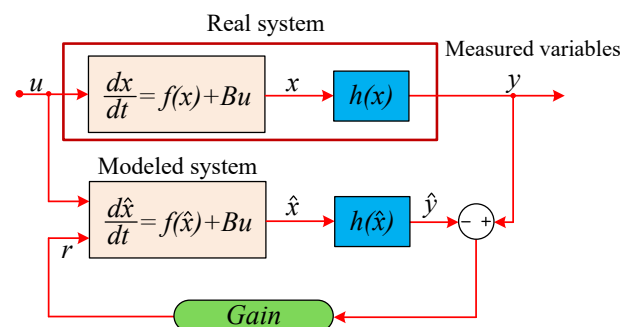 Real system
Measured variables
u
dx/dt = f(x)+Bu
x
h(x)
y
Modeled system
dx̂/dt = f(x̂)+Bu
x̂
h(x̂)
ŷ
− +
r
Gain